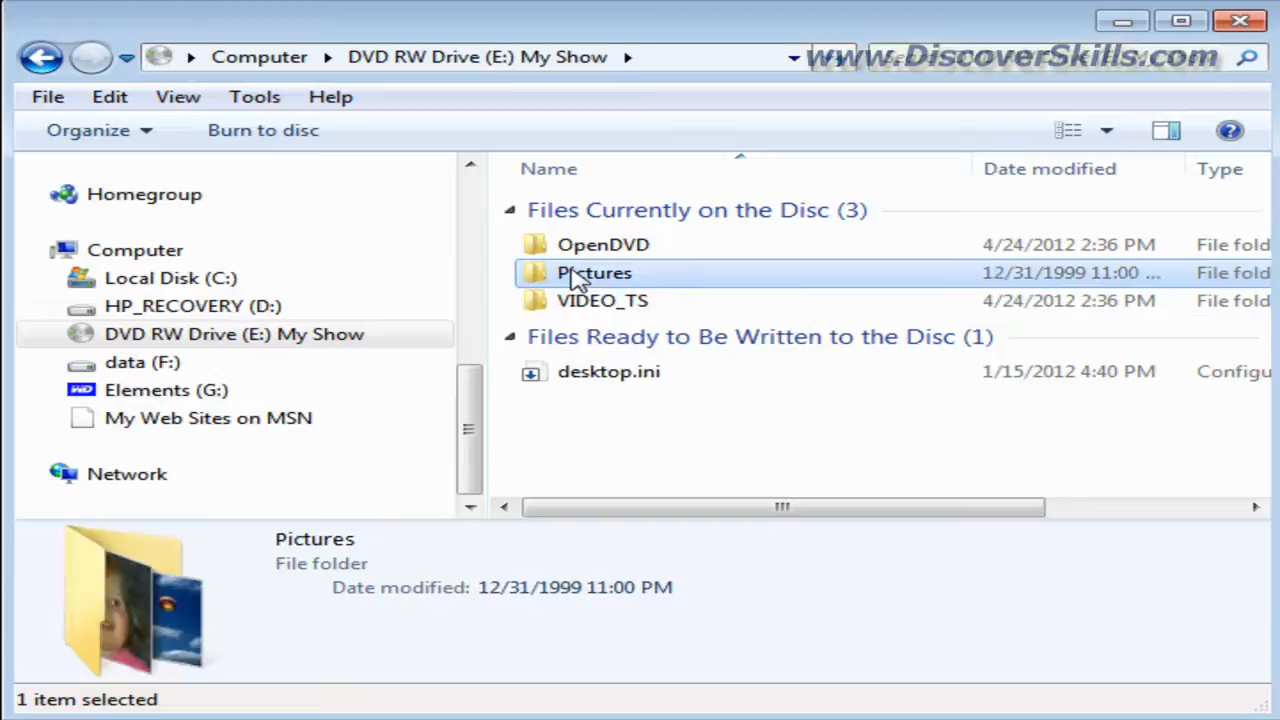 Computer DVD RW Drive (E:) My Show www.DiscoverSkills.com
File Edit View Tools Help
Organize Burn to disc
Name Date modified Type
Homegroup
Computer
Local Disk (C:)
HP_RECOVERY (D:)
DVD RW Drive (E:) My Show
data (F:)
WD Elements (G:)
My Web Sites on MSN
Network
Files Currently on the Disc (3)
OpenDVD 4/24/2012 2:36 PM File fold
Pictures 12/31/1999 11:00 ... File fold
VIDEO_TS 4/24/2012 2:36 PM File fold
Files Ready to Be Written to the Disc (1)
desktop.ini 1/15/2012 4:40 PM Configu
Pictures
File folder
Date modified: 12/31/1999 11:00 PM
1 item selected